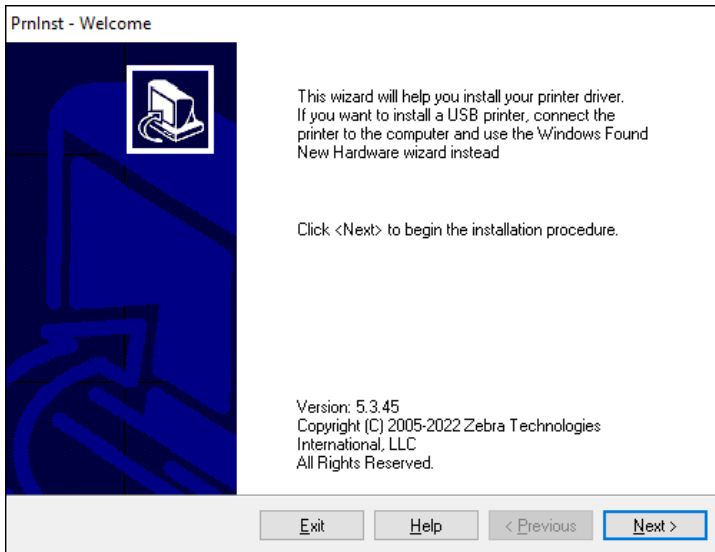 PrnInst - Welcome
This wizard will help you install your printer driver.
If you want to install a USB printer, connect the
printer to the computer and use the Windows Found
New Hardware wizard instead
Click <Next> to begin the installation procedure.
Version: 5.3.45
Copyright (C) 2005-2022 Zebra Technologies
International, LLC
All Rights Reserved.
Exit Help < Previous Next >